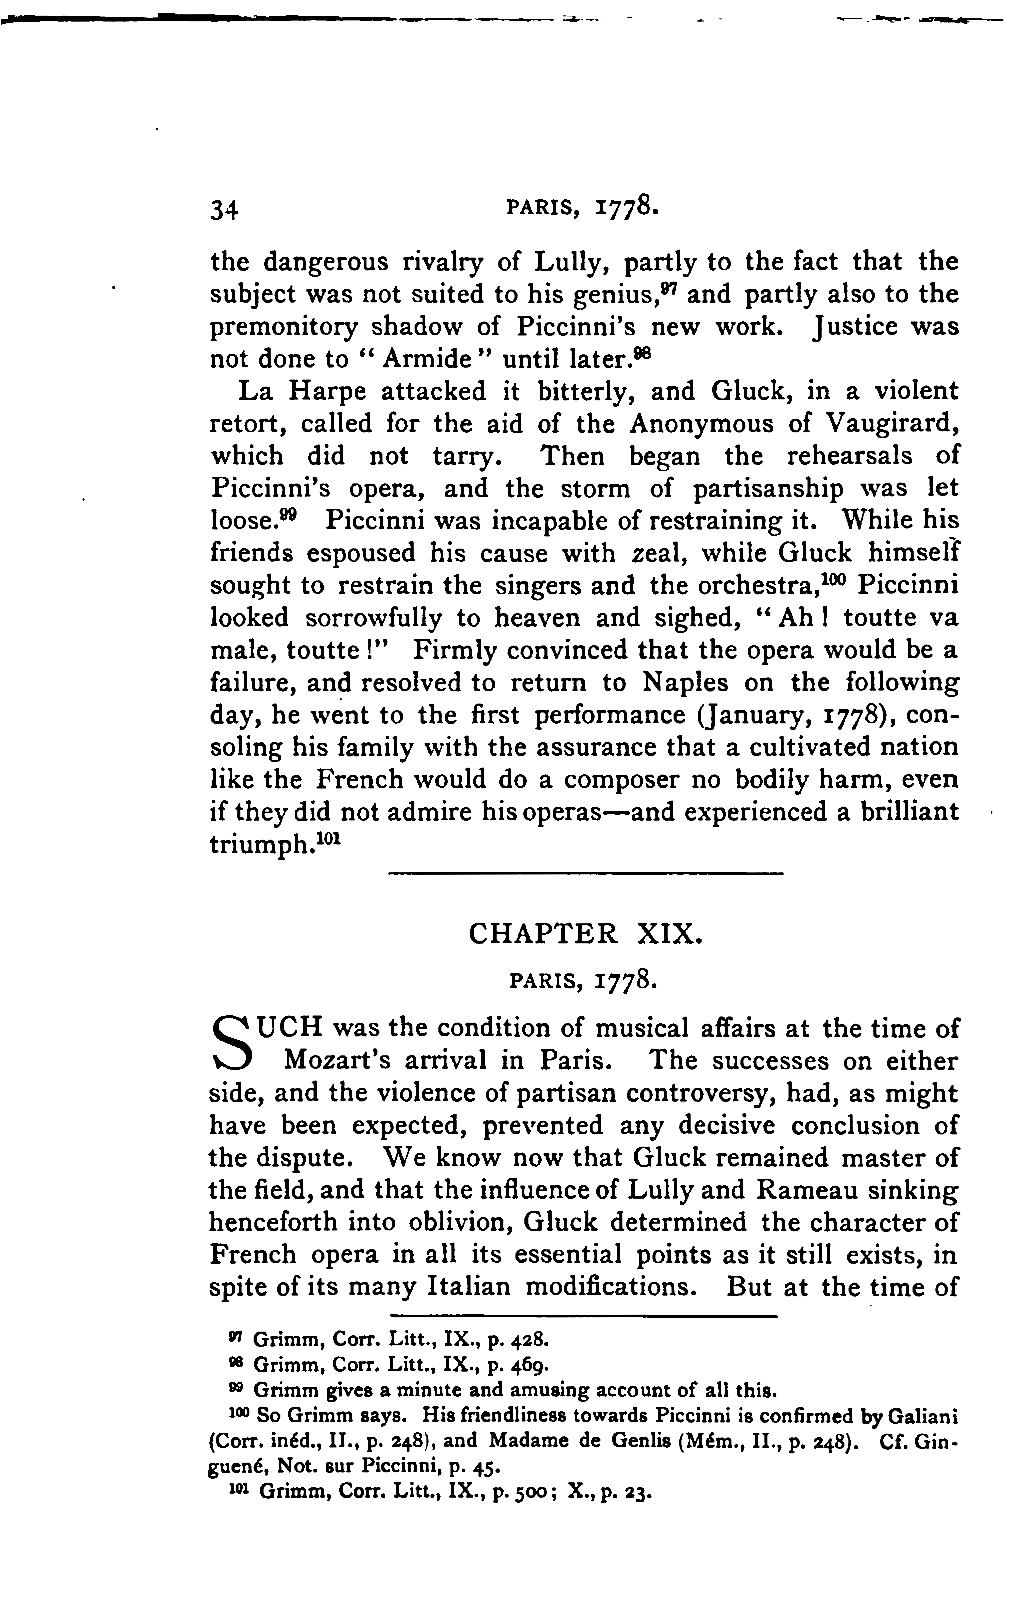 34 PARIS, 1778.
the dangerous rivalry of Lully, partly to the fact that the
subject was not suited to his genius,97 and partly also to the
premonitory shadow of Piccinni's new work. Justice was
not done to " Armide " until later.98
La Harpe attacked it bitterly, and Gluck, in a violent
retort, called for the aid of the Anonymous of Vaugirard,
which did not tarry. Then began the rehearsals of
Piccinni's opera, and the storm of partisanship was let
loose.99 Piccinni was incapable of restraining it. While his
friends espoused his cause with zeal, while Gluck himself
sought to restrain the singers and the orchestra,100 Piccinni
looked sorrowfully to heaven and sighed, " Ah ! toutte va
male, toutte !" Firmly convinced that the opera would be a
failure, and resolved to return to Naples on the following
day, he went to the first performance (January, 1778), con-
soling his family with the assurance that a cultivated nation
like the French would do a composer no bodily harm, even
if they did not admire his operas—and experienced a brilliant
triumph.101
CHAPTER XIX.
PARIS, 1778.
SUCH was the condition of musical affairs at the time of
Mozart's arrival in Paris. The successes on either
side, and the violence of partisan controversy, had, as might
have been expected, prevented any decisive conclusion of
the dispute. We know now that Gluck remained master of
the field, and that the influence of Lully and Rameau sinking
henceforth into oblivion, Gluck determined the character of
French opera in all its essential points as it still exists, in
spite of its many Italian modifications. But at the time of
97 Grimm, Corr. Litt., IX., p. 428.
98 Grimm, Corr. Litt., IX., p. 469.
99 Grimm gives a minute and amusing account of all this.
100 So Grimm says. His friendliness towards Piccinni is confirmed by Galiani
(Corr. inéd., II., p. 248), and Madame de Genlis (Mém., II., p. 248). Cf. Gin-
guené, Not. sur Piccinni, p. 45.
101 Grimm, Corr. Litt., IX., p. 500; X., p. 23.